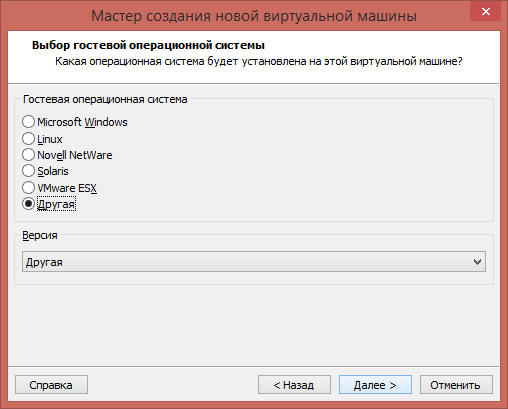 Мастер создания новой виртуальной машины
Выбор гостевой операционной системы
Какая операционная система будет установлена на этой виртуальной машине?
Гостевая операционная система
Microsoft Windows
Linux
Novell NetWare
Solaris
VMware ESX
Другая
Версия
Другая
Справка
< Назад
Далее >
Отменить